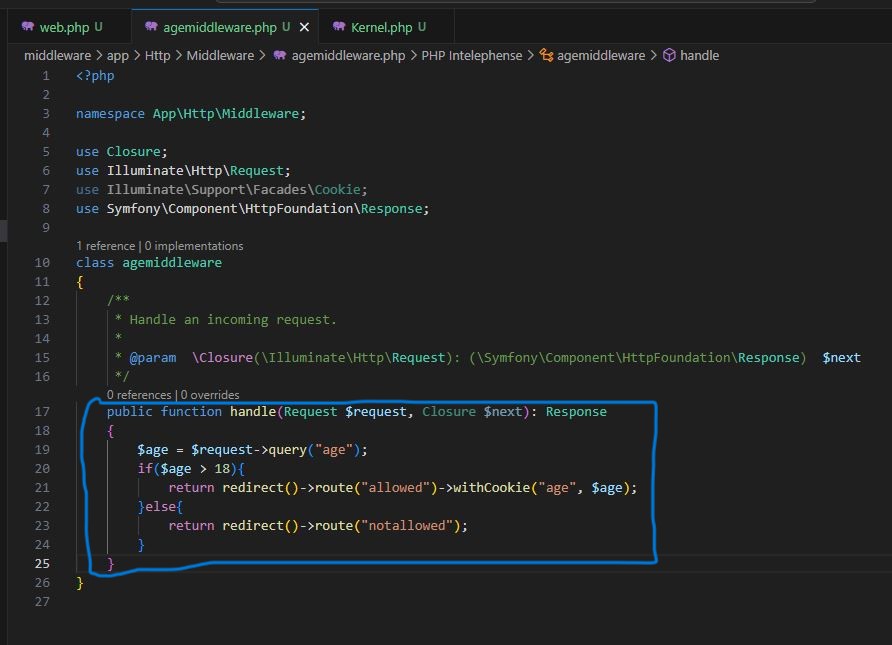 web.php U agemiddleware.php U Kernel.php U
middleware > app > Http > Middleware > agemiddleware.php > PHP Intelephense > agemiddleware > handle
1 <?php
2
3 namespace App\Http\Middleware;
4
5 use Closure;
6 use Illuminate\Http\Request;
7 use Illuminate\Support\Facades\Cookie;
8 use Symfony\Component\HttpFoundation\Response;
9
1 reference | 0 implementations
10 class agemiddleware
11 {
12 /**
13 * Handle an incoming request.
14 *
15 * @param  \Closure(\Illuminate\Http\Request): (\Symfony\Component\HttpFoundation\Response)  $next
16 */
0 references | 0 overrides
17 public function handle(Request $request, Closure $next): Response
18 {
19 $age = $request->query("age");
20 if($age > 18){
21 return redirect()->route("allowed")->withCookie("age", $age);
22 }else{
23 return redirect()->route("notallowed");
24 }
25 }
26 }
27